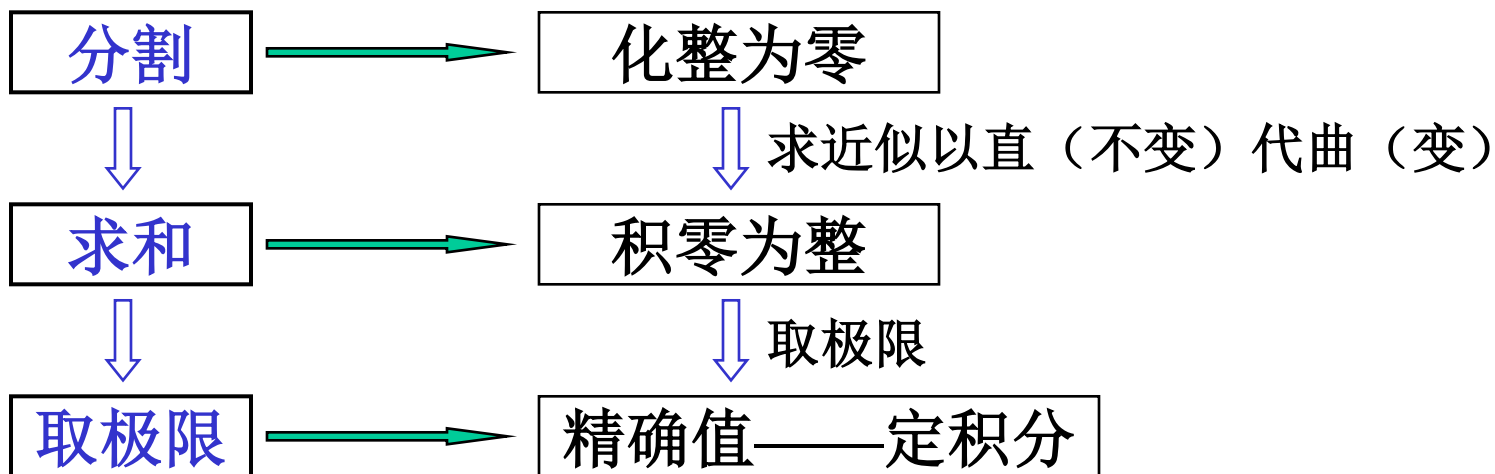 分割 化整为零
求近似以直（不变）代曲（变）
求和 积零为整
取极限
取极限 精确值——定积分